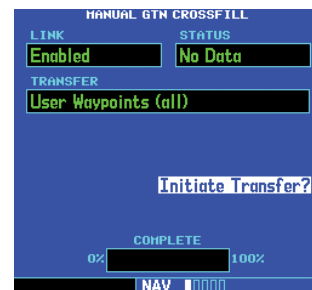 MANUAL GTN CROSSFILL
LINK STATUS
Enabled No Data
TRANSFER
User Waypoints (all)
Initiate Transfer?
COMPLETE
0% 100%
NAV